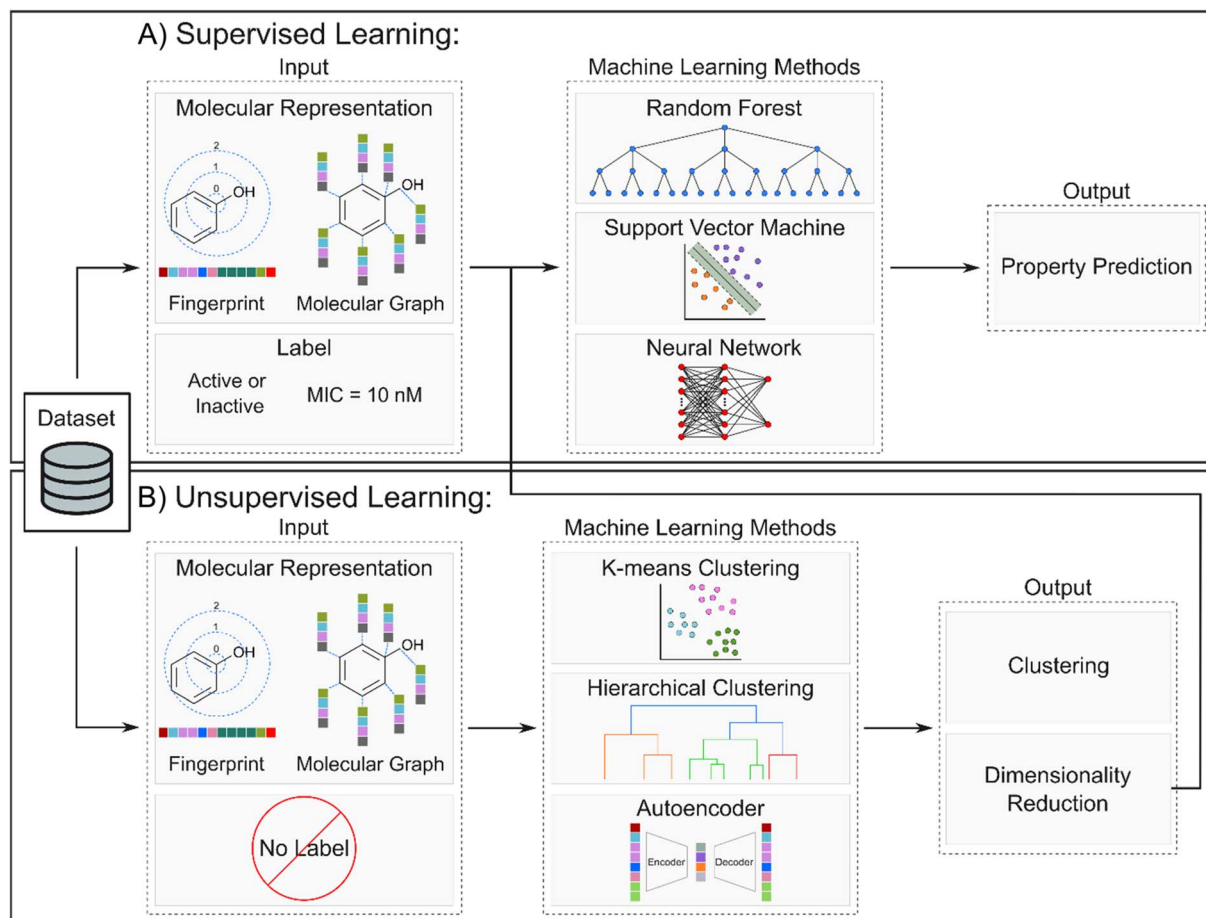 A) Supervised Learning:
Input
Molecular Representation
2
1
0
OH
OH
Fingerprint
Molecular Graph
Label
Active or
Inactive
MIC = 10 nM
Machine Learning Methods
Random Forest
Support Vector Machine
Neural Network
Output
Property Prediction
Dataset
B) Unsupervised Learning:
Input
Molecular Representation
2
1
0
OH
OH
Fingerprint
Molecular Graph
No Label
Machine Learning Methods
K-means Clustering
Hierarchical Clustering
Autoencoder
Encoder
Decoder
Output
Clustering
Dimensionality
Reduction